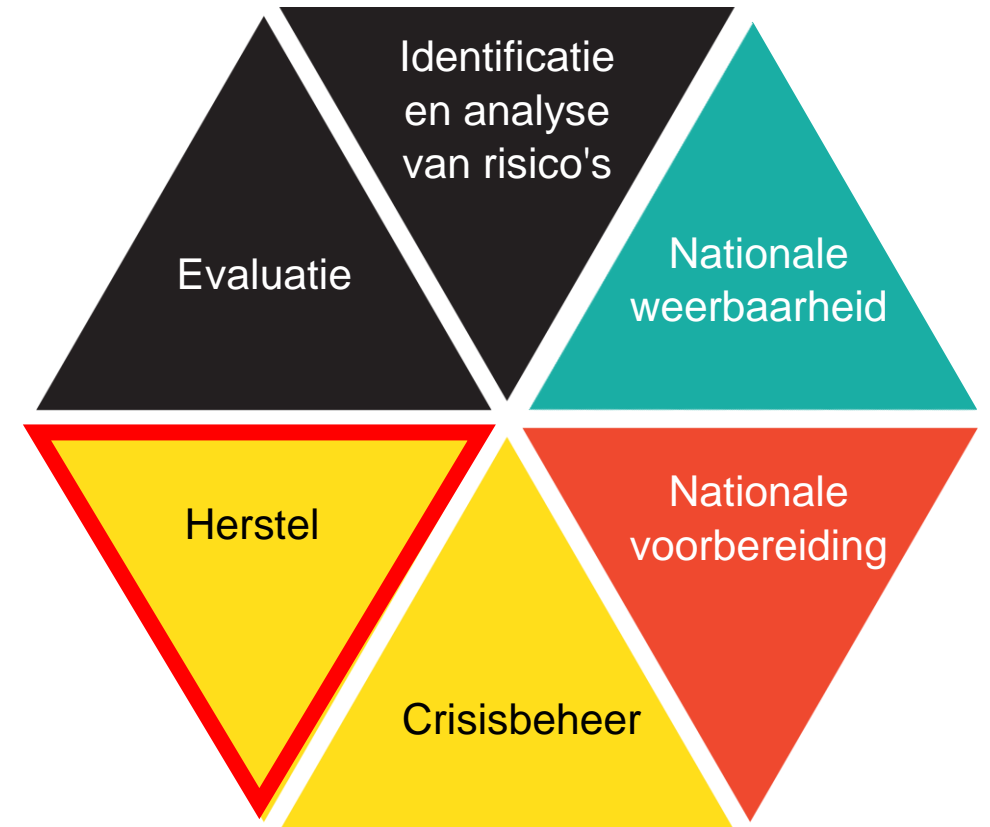 Identificatie
en analyse
van risico's
Nationale
weerbaarheid
Nationale
voorbereiding
Crisisbeheer
Herstel
Evaluatie